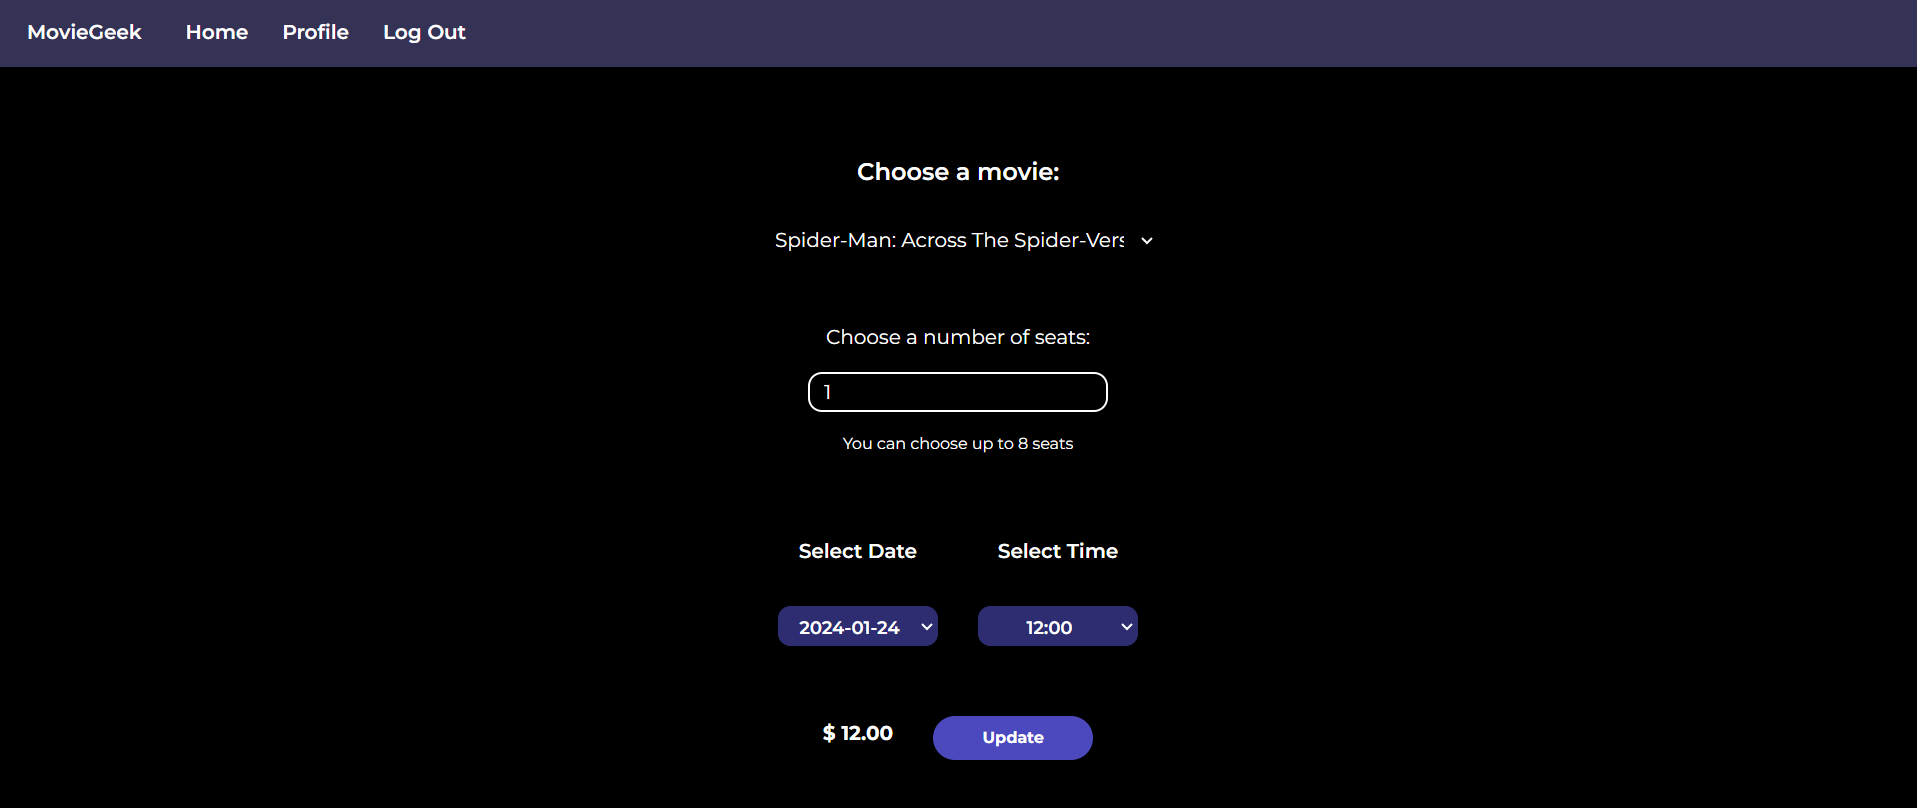 MovieGeek Home Profile Log Out
Choose a movie:
Spider-Man: Across The Spider-Vers
Choose a number of seats:
1
You can choose up to 8 seats
Select Date Select Time
2024-01-24 12:00
$ 12.00 Update